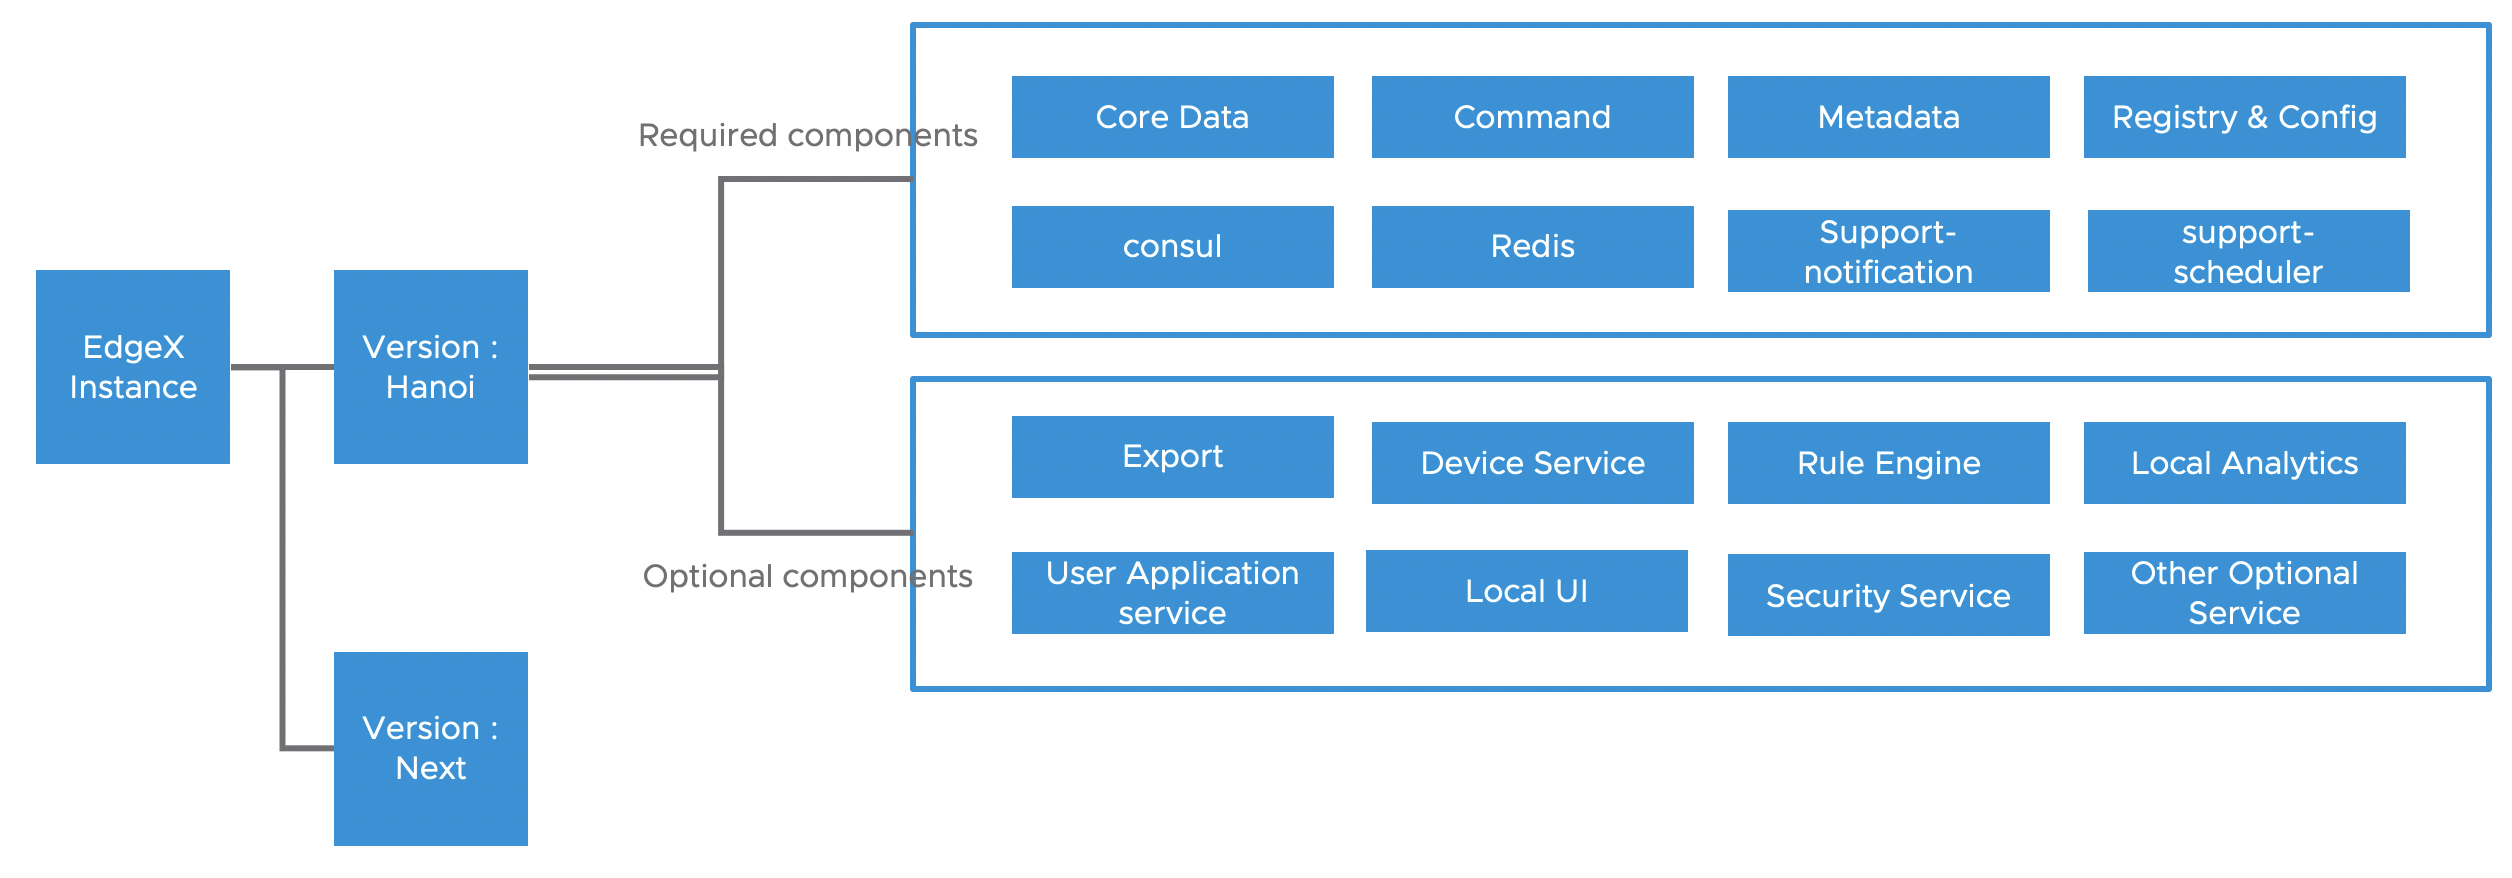 Required components
Core Data
Command
Metadata
Registry & Config
consul
Redis
Support-
notification
support-
scheduler
EdgeX
Instance
Version :
Hanoi
Export
Device Service
Rule Engine
Local Analytics
Optional components
User Application
service
Local UI
Security Service
Other Optional
Service
Version :
Next